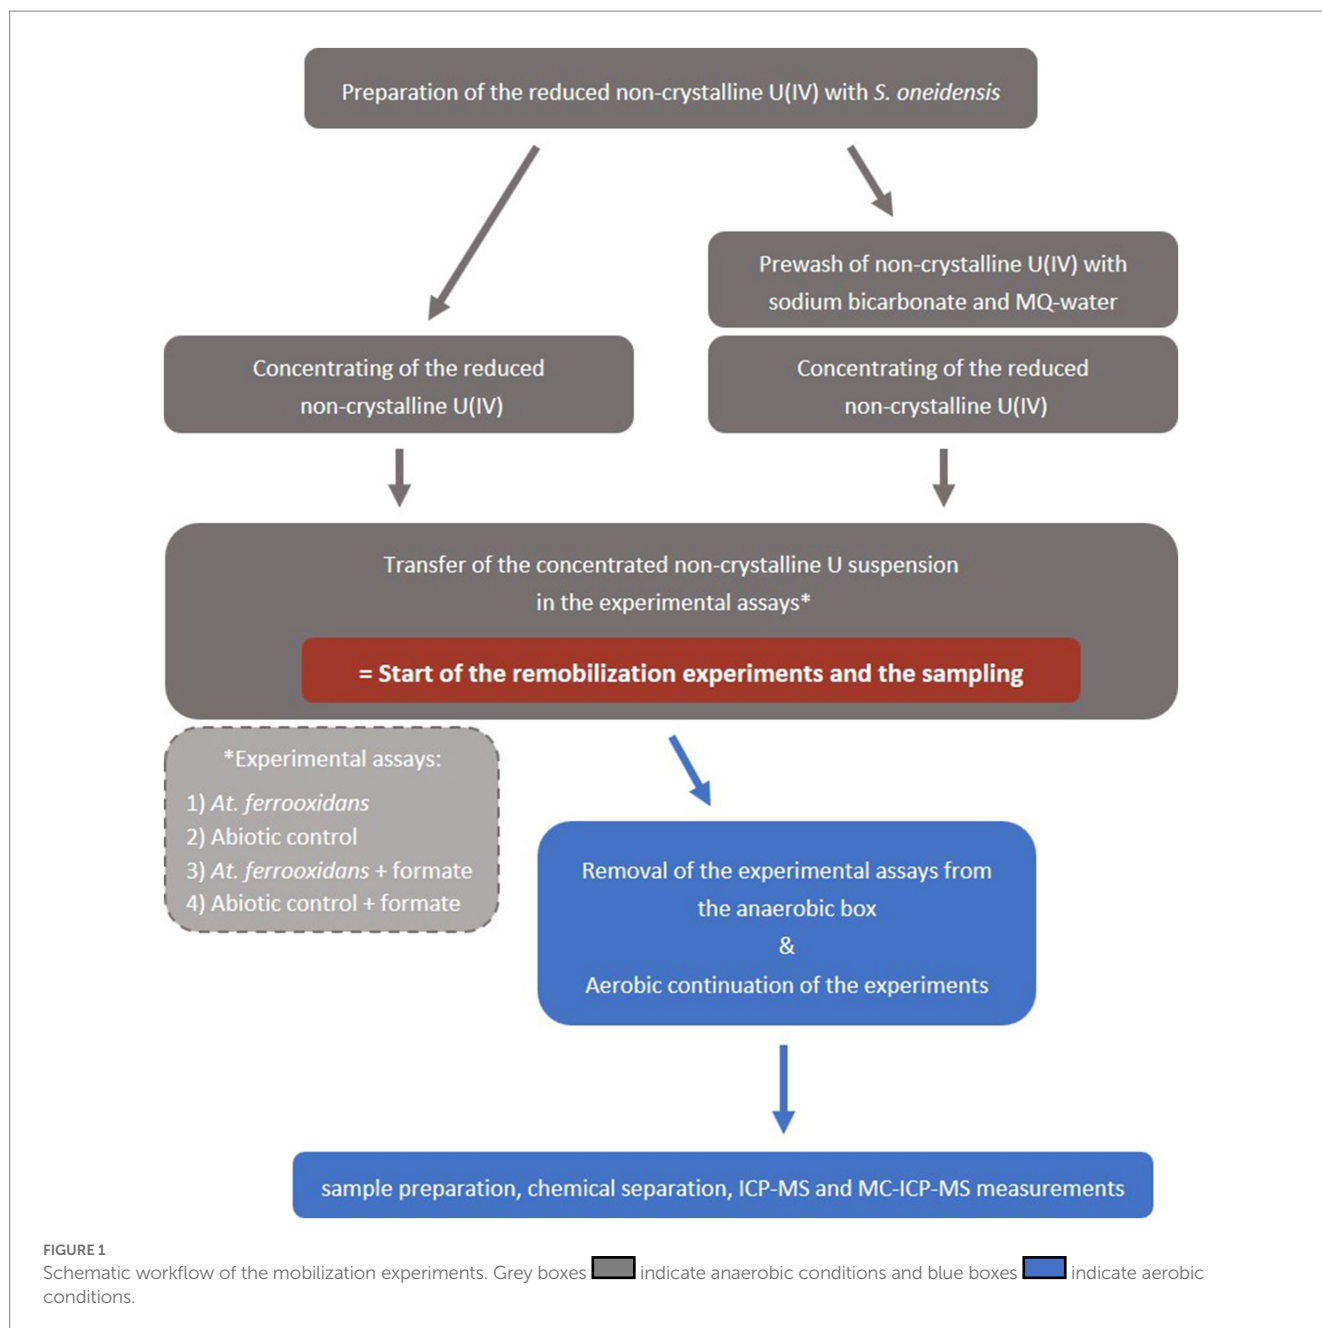 Preparation of the reduced non-crystalline U(IV) with S. oneidensis
Prewash of non-crystalline U(IV) with
sodium bicarbonate and MQ-water
Concentrating of the reduced
non-crystalline U(IV)
Concentrating of the reduced
non-crystalline U(IV)
Transfer of the concentrated non-crystalline U suspension
in the experimental assays*
= Start of the remobilization experiments and the sampling
*Experimental assays:
1) At. ferrooxidans
2) Abiotic control
3) At. ferrooxidans + formate
4) Abiotic control + formate
Removal of the experimental assays from
the anaerobic box
&
Aerobic continuation of the experiments
sample preparation, chemical separation, ICP-MS and MC-ICP-MS measurements
FIGURE 1
Schematic workflow of the mobilization experiments. Grey boxes indicate anaerobic conditions and blue boxes indicate aerobic
conditions.